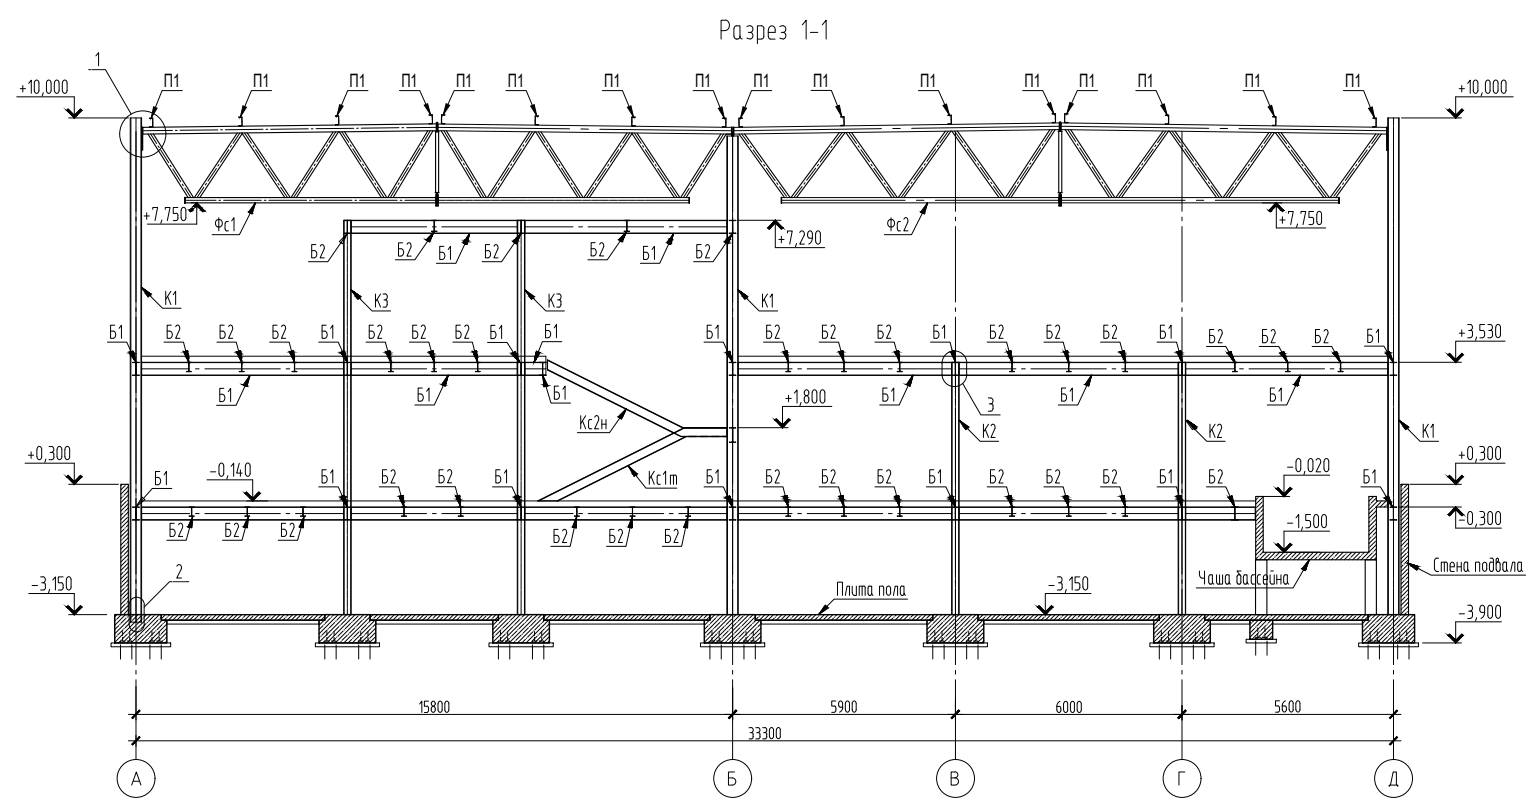 Разрез 1-1
1
П1 П1 П1 П1 П1 П1 П1 П1 П1 П1 П1 П1 П1 П1 П1 П1
+10,000 +10,000
+7,750 Фс1 Фс2 +7,750
Б2 Б2 Б1 Б2 Б2 Б1 Б2 +7,290
К1 К3 К3 К1
Б1 Б2 Б2 Б2 Б1 Б2 Б2 Б2 Б1 Б1 Б1 Б2 Б2 Б2 Б1 Б2 Б2 Б2 Б1 Б2 Б2 Б2 Б1 +3,530
Б1 Б1 Б1 Б1 Б1 Б1
+1,800 3
Кс2н К2 К2 К1
+0,300 +0,300
Б1 -0,140 Б1 Б2 Б2 Б1 Кс1т Б1 Б2 Б2 Б2 Б1 Б2 Б2 Б2 Б1 Б2 -0,020 Б1
Б2 Б2 Б2 Б2 Б2 Б2 -1,500 -0,300
2 Чаша бассейна Стена подвала
-3,150 Плита пола -3,150
-3,900
15800 5900 6000 5600
33300
А Б В Г Д